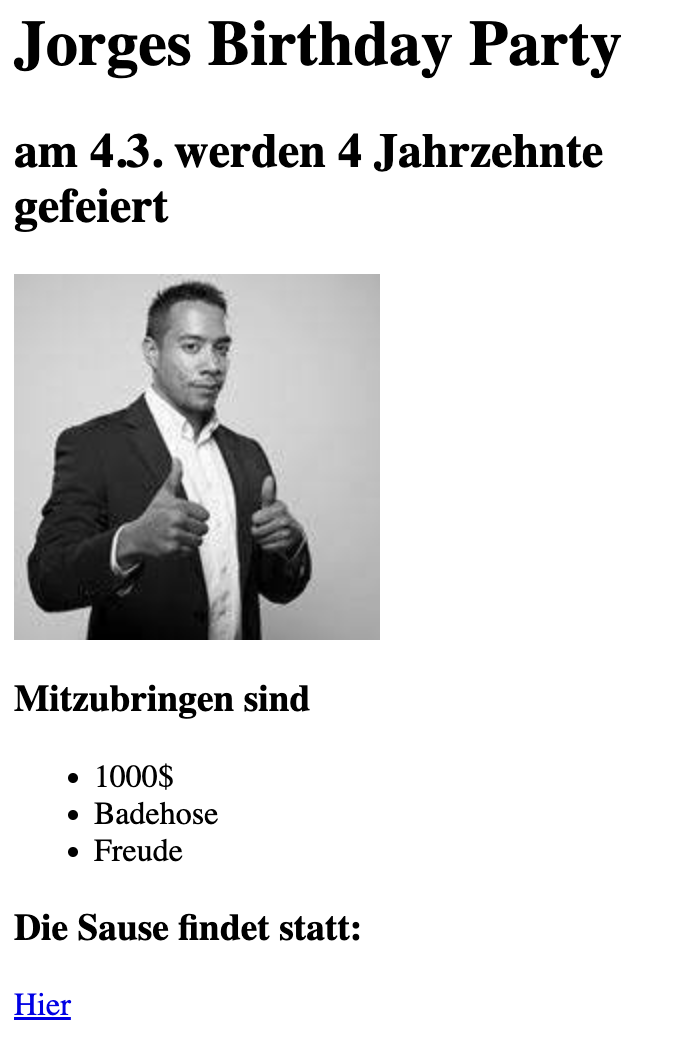 Jorges Birthday Party
am 4.3. werden 4 Jahrzehnte
gefeiert
Mitzubringen sind
1000$
Badehose
Freude
Die Sause findet statt:
Hier